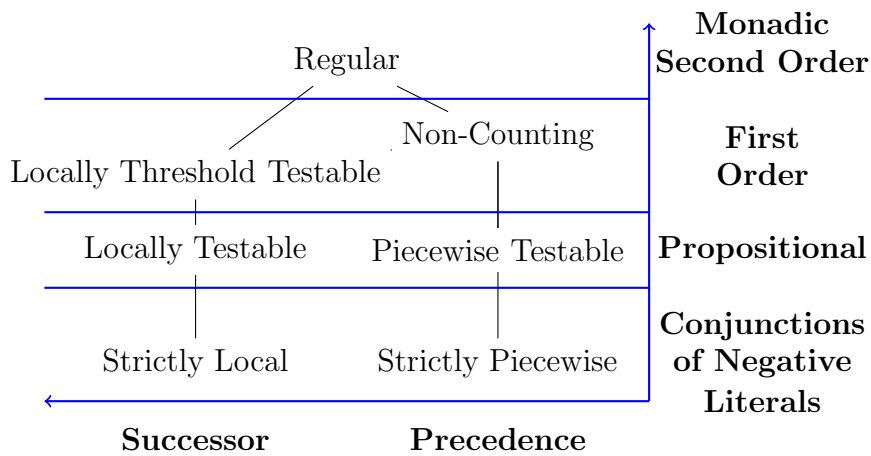 Monadic
Second Order
Regular
Non-Counting
First
Order
Locally Threshold Testable
Locally Testable
Piecewise Testable
Propositional
Conjunctions
of Negative
Literals
Strictly Local
Strictly Piecewise
Successor
Precedence